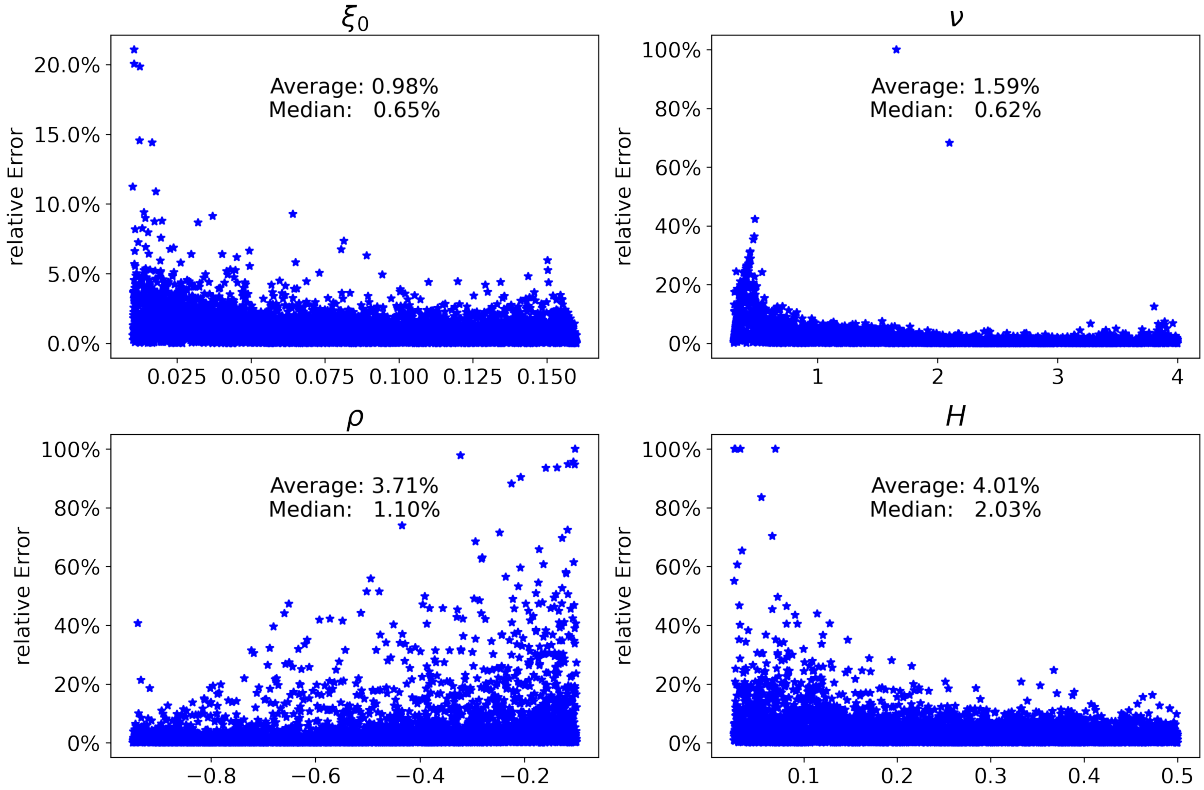 ξ0
ν
20.0%
15.0%
10.0%
5.0%
0.0%
relative Error
Average: 0.98%
Median: 0.65%
0.025 0.050 0.075 0.100 0.125 0.150
100%
80%
60%
40%
20%
0%
relative Error
Average: 1.59%
Median: 0.62%
1 2 3 4
ρ
H
100%
80%
60%
40%
20%
0%
relative Error
Average: 3.71%
Median: 1.10%
−0.8 −0.6 −0.4 −0.2
100%
80%
60%
40%
20%
0%
relative Error
Average: 4.01%
Median: 2.03%
0.1 0.2 0.3 0.4 0.5